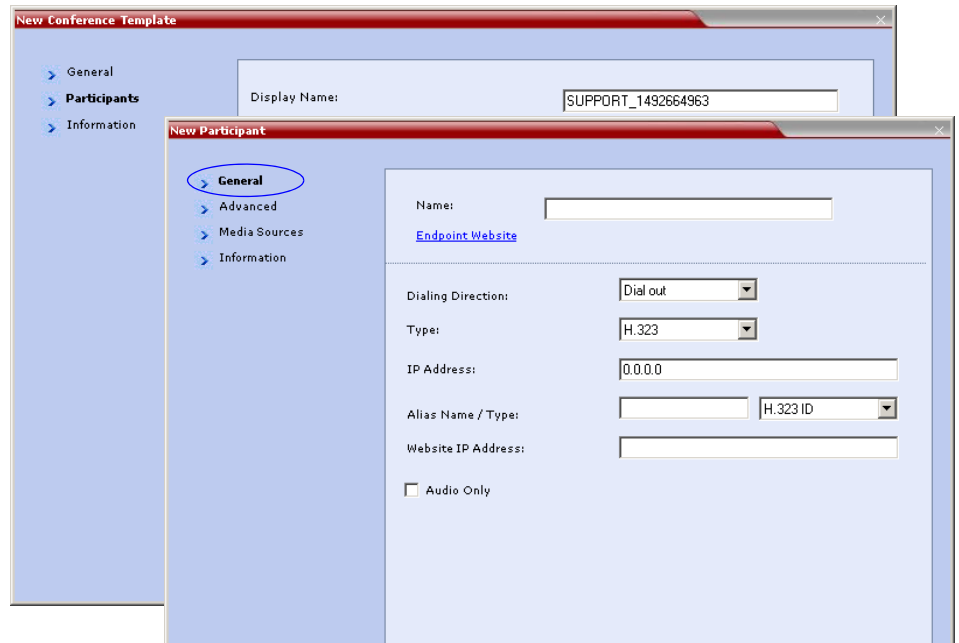 New Conference Template
General
Participants
Information
Display Name:
SUPPORT_1492664963
New Participant
General
Advanced
Media Sources
Information
Name:
Endpoint Website
Dialing Direction:
Dial out
Type:
H.323
IP Address:
0.0.0.0
Alias Name / Type:
H.323 ID
Website IP Address:
Audio Only